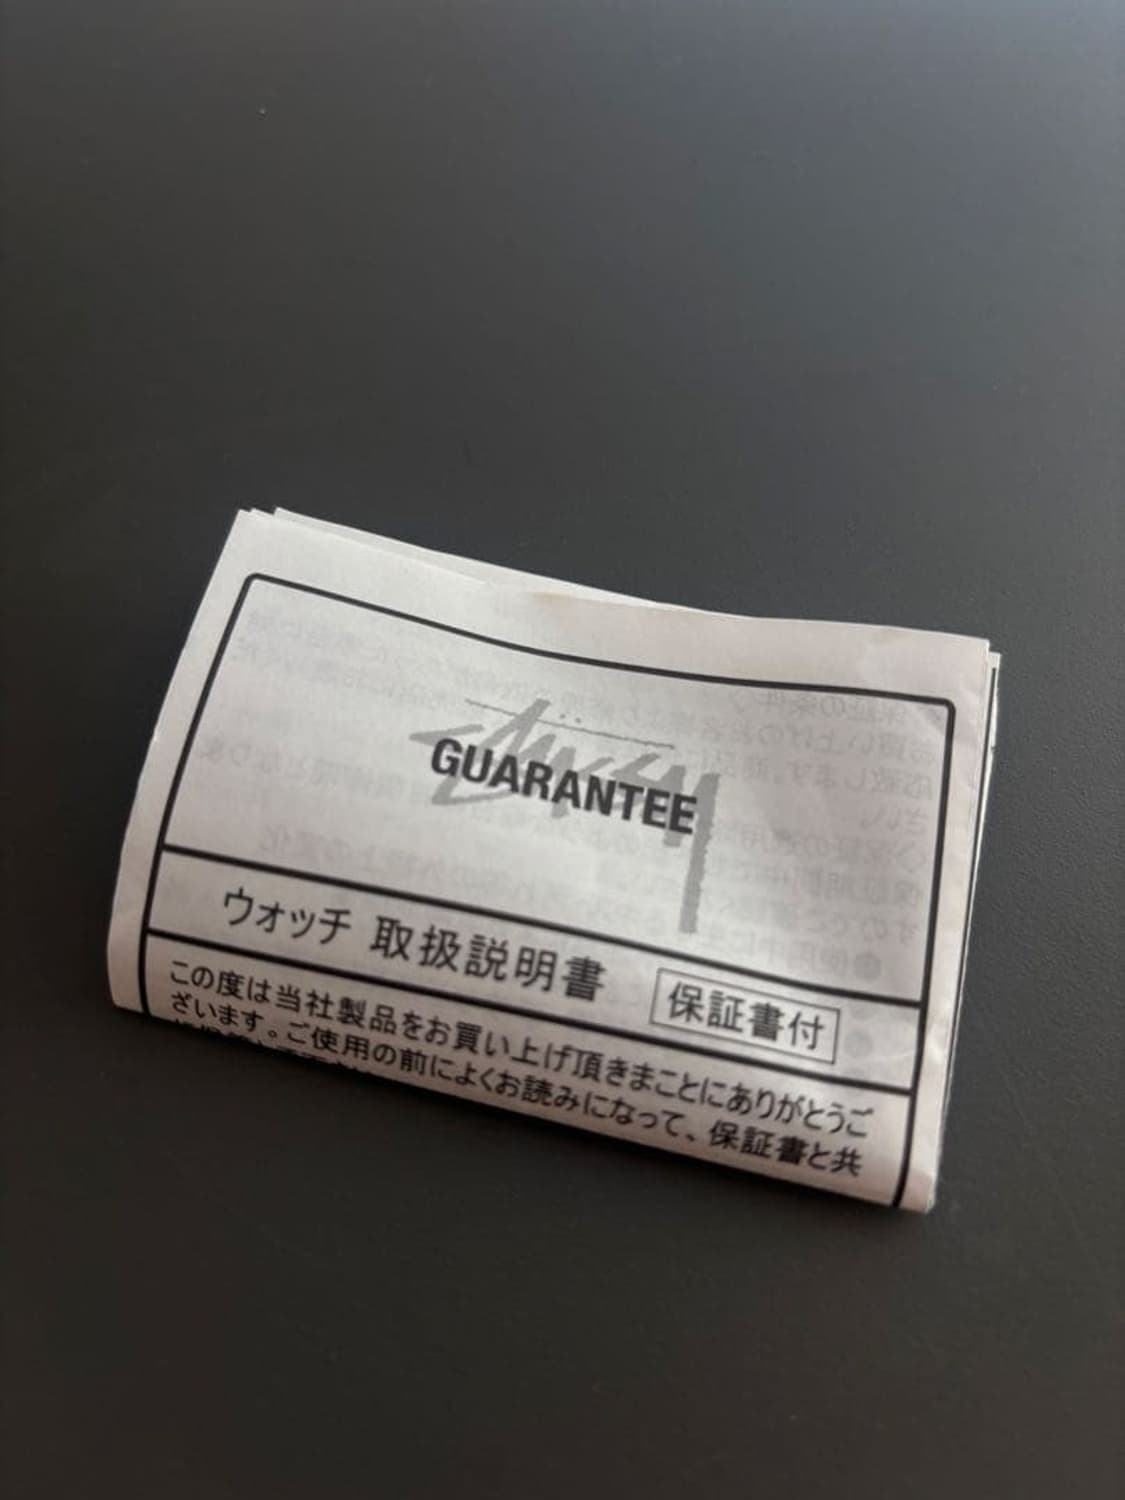 Stüssy
GUARANTEE
ウォッチ 取扱説明書 保証書付
この度は当社製品をお買い上げ頂きまことにありがとうご
ざいます。ご使用の前によくお読みになって、保証書と共